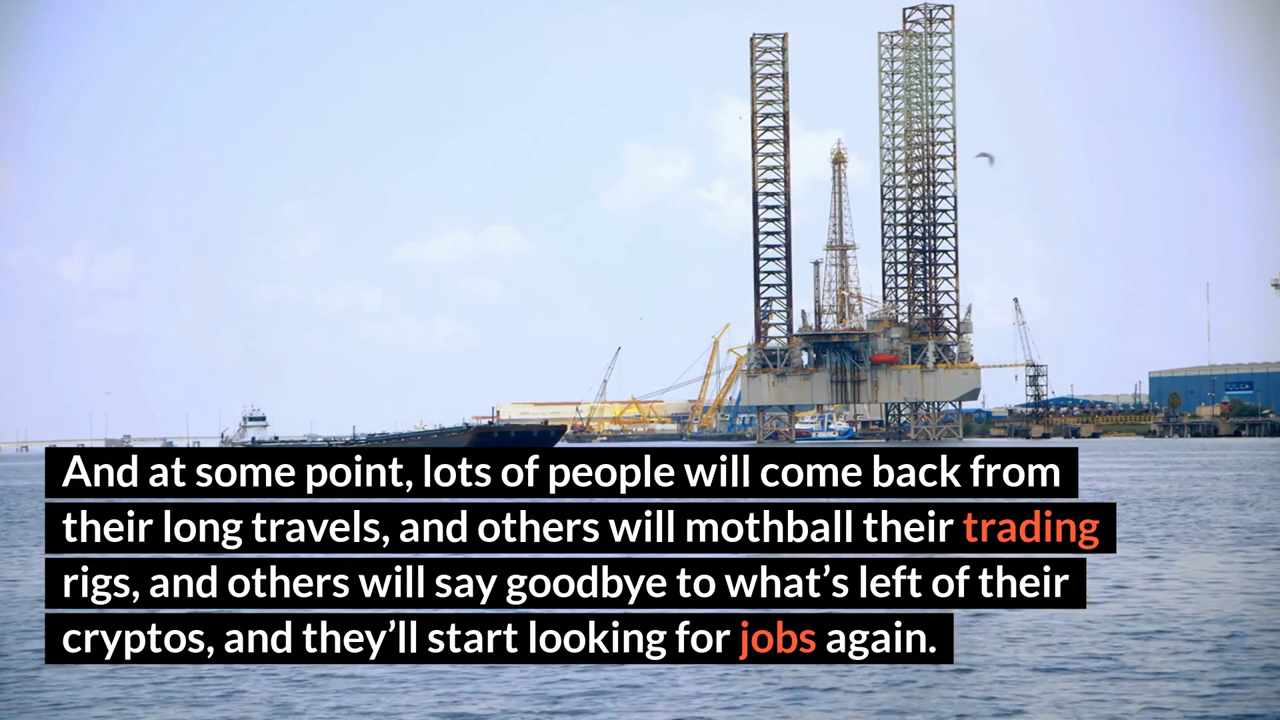 And at some point, lots of people will come back from
their long travels, and others will mothball their trading
rigs, and others will say goodbye to what’s left of their
cryptos, and they’ll start looking for jobs again.